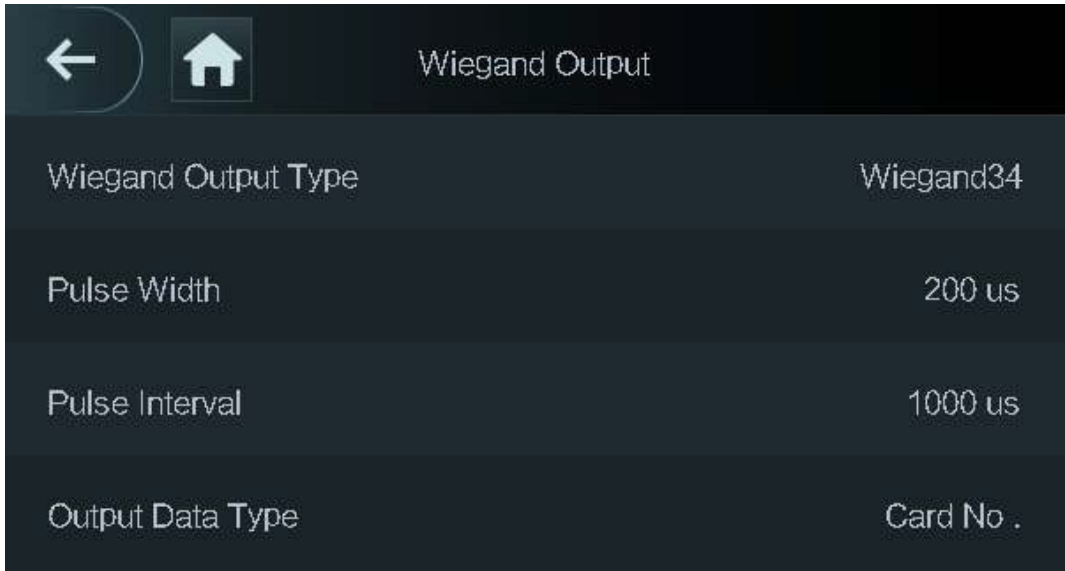 Wiegand Output
Wiegand Output Type Wiegand34
Pulse Width 200 us
Pulse Interval 1000 us
Output Data Type Card No .